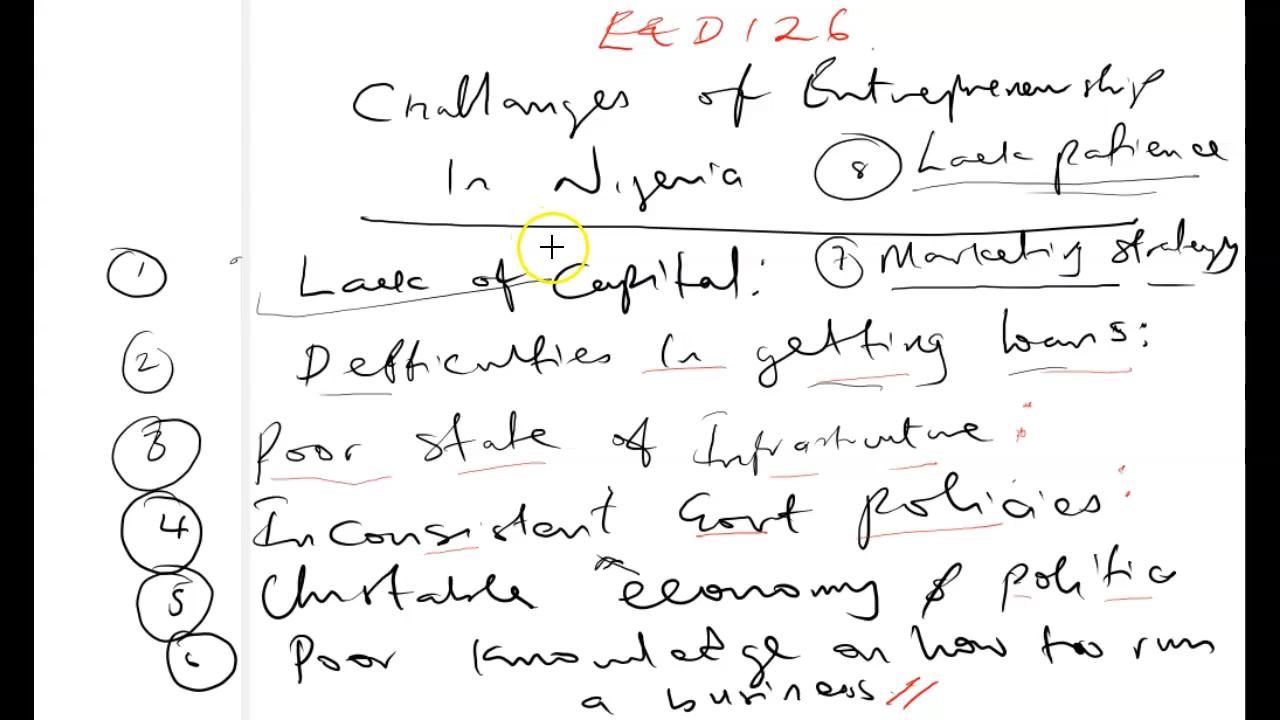 EED 126
Challanges of Entrepreneurship
In Nigeria
8 Lack patience
1 Lack of Capital:
7 Marketing strategy
2 Defficulties In getting loans:
3 Poor state of Infrastructure:
4 Inconsistent Govt policies:
5 Unstable economy & politic
6 Poor knowledge on how to run
a business //